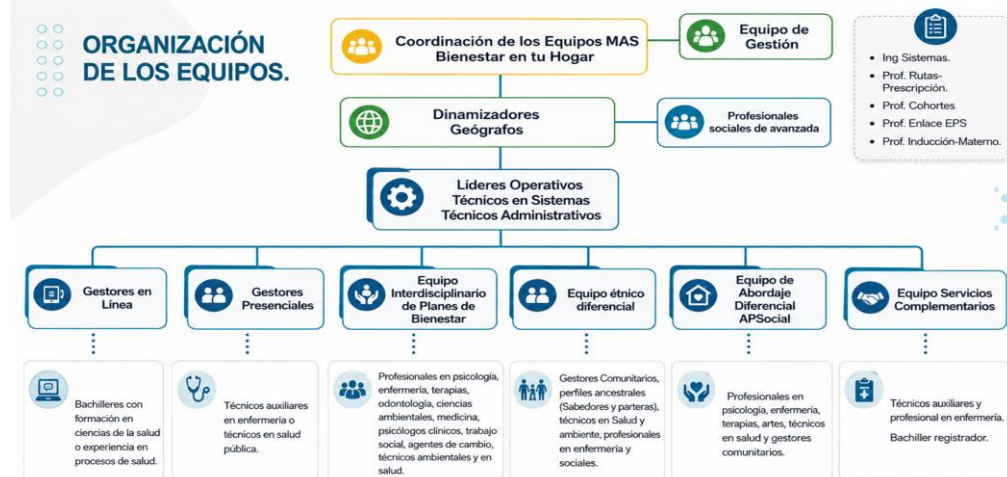 ORGANIZACIÓN
DE LOS EQUIPOS.
Coordinación de los Equipos MAS
Bienestar en tu Hogar
Equipo de
Gestión
• Ing Sistemas.
• Prof. Rutas-
Prescripción.
• Prof. Cohortes
• Prof. Enlace EPS
• Prof. Inducción-Materno.
Dinamizadores
Geógrafos
Profesionales
sociales de avanzada
Líderes Operativos
Técnicos en Sistemas
Técnicos Administrativos
Gestores en
Línea
Gestores
Presenciales
Equipo
Interdisciplinario
de Planes de
Bienestar
Equipo étnico
diferencial
Equipo de
Abordaje
Diferencial
APSocial
Equipo Servicios
Complementarios
Bachilleres con
formación en
ciencias de la salud
o experiencia en
procesos de salud.
Técnicos auxiliares
en enfermería o
técnicos en salud
pública.
Profesionales en psicología,
enfermería, terapias,
odontología, ciencias
ambientales, medicina,
psicólogos clínicos, trabajo
social, agentes de cambio,
técnicos ambientales y en
salud.
Gestores Comunitarios,
perfiles ancestrales
(Sabedores y parteras),
técnicos en Salud y
ambiente, profesionales
en enfermería y
sociales.
Profesionales en
psicología, enfermería,
terapias, artes, técnicos
en salud y gestores
comunitarios.
Técnicos auxiliares y
profesional en enfermería.
Bachiller registrador.